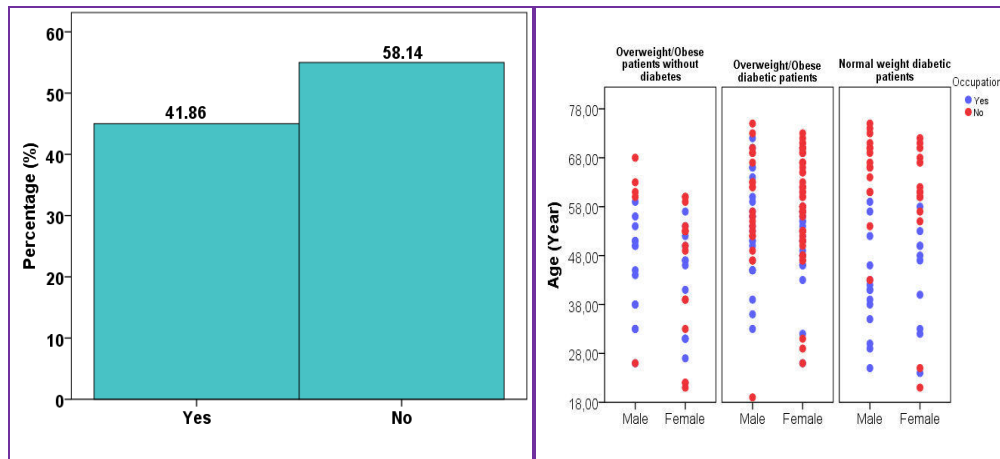 60
50
40
30
20
10
0
Percentage (%)
41.86
58.14
Yes
No
Overweight/Obese
patients without
diabetes
Overweight/Obese
diabetic patients
Normal weight diabetic
patients
Occupation
Yes
No
78,00
68,00
58,00
48,00
38,00
28,00
18,00
Age (Year)
Male
Female
Male
Female
Male
Female